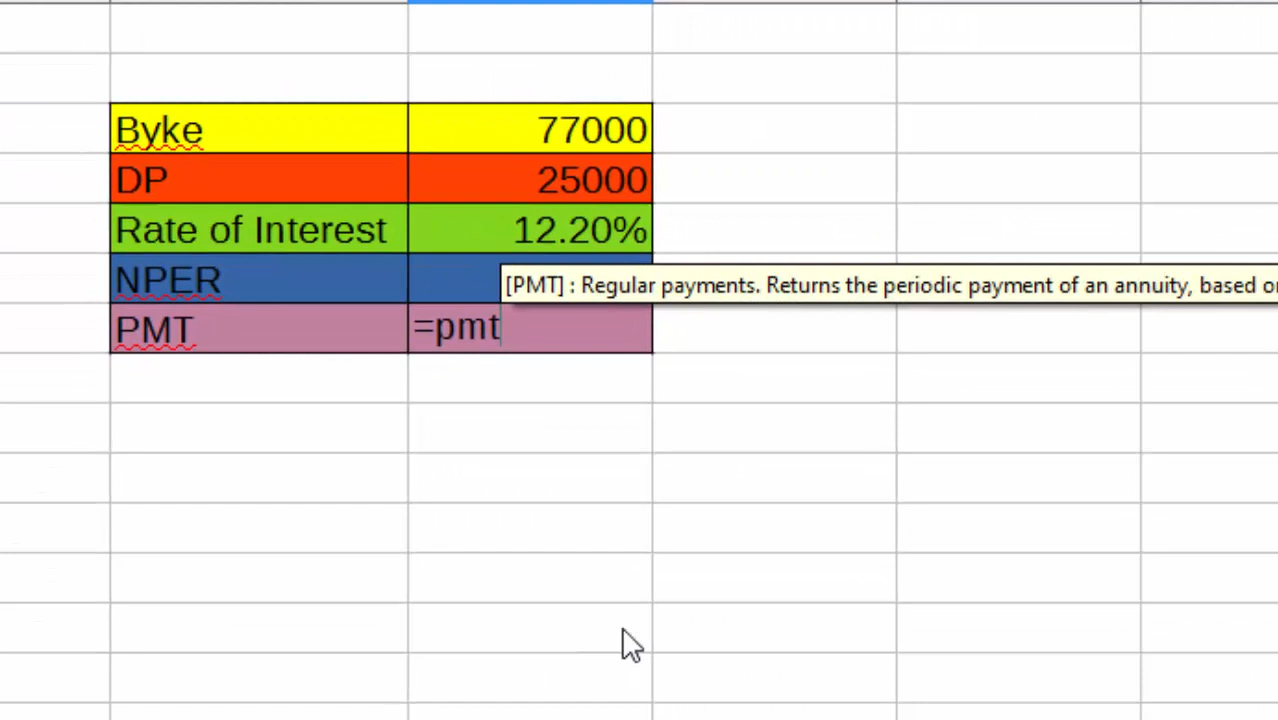 Byke 77000
DP 25000
Rate of Interest 12.20%
NPER
[PMT] : Regular payments. Returns the periodic payment of an annuity, based
PMT =pmt